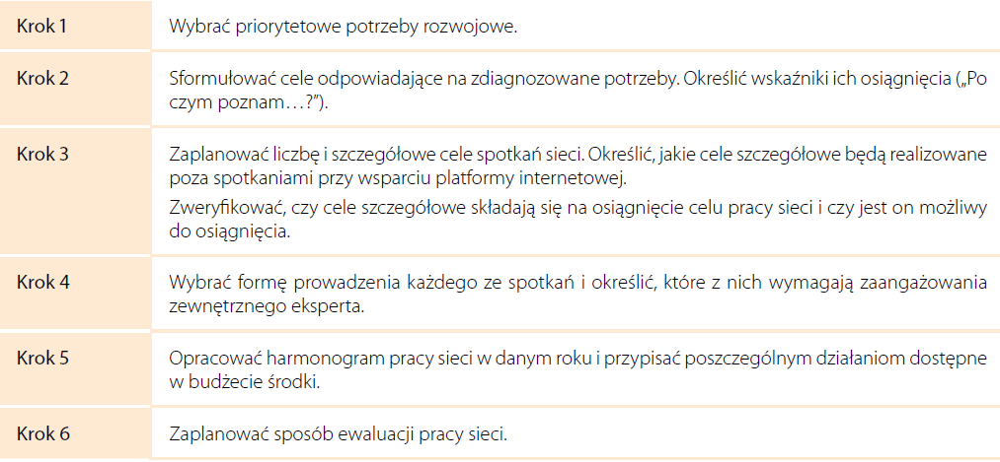 Krok 1 Wybrać priorytetowe potrzeby rozwojowe.
Krok 2 Sformułować cele odpowiadające na zdiagnozowane potrzeby. Określić wskaźniki ich osiągnięcia („Po
czym poznam…?”).
Krok 3 Zaplanować liczbę i szczegółowe cele spotkań sieci. Określić, jakie cele szczegółowe będą realizowane
poza spotkaniami przy wsparciu platformy internetowej.
Zweryfikować, czy cele szczegółowe składają się na osiągnięcie celu pracy sieci i czy jest on możliwy
do osiągnięcia.
Krok 4 Wybrać formę prowadzenia każdego ze spotkań i określić, które z nich wymagają zaangażowania
zewnętrznego eksperta.
Krok 5 Opracować harmonogram pracy sieci w danym roku i przypisać poszczególnym działaniom dostępne
w budżecie środki.
Krok 6 Zaplanować sposób ewaluacji pracy sieci.